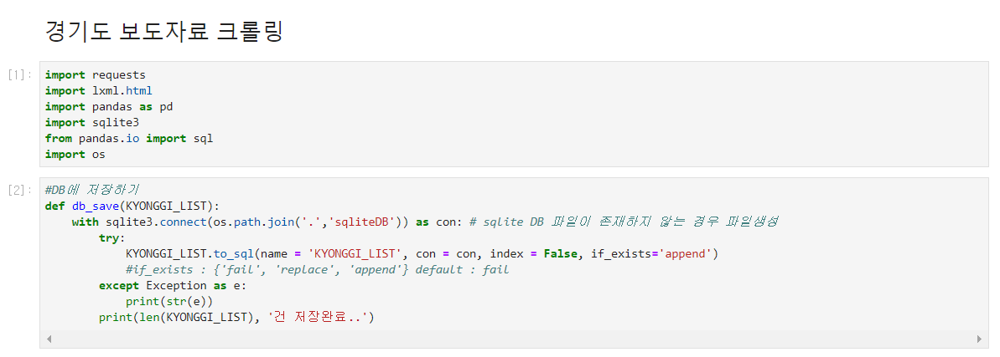 경기도 보도자료 크롤링
[1]:
import requests
import lxml.html
import pandas as pd
import sqlite3
from pandas.io import sql
import os
[2]:
#DB에 저장하기
def db_save(KYONGGI_LIST):
    with sqlite3.connect(os.path.join('.','sqliteDB')) as con: # sqlite DB 파일이 존재하지 않는 경우 파일생성
        try:
            KYONGGI_LIST.to_sql(name = 'KYONGGI_LIST', con = con, index = False, if_exists='append')
            #if_exists : {'fail', 'replace', 'append'} default : fail
        except Exception as e:
            print(str(e))
        print(len(KYONGGI_LIST), '건 저장완료..')